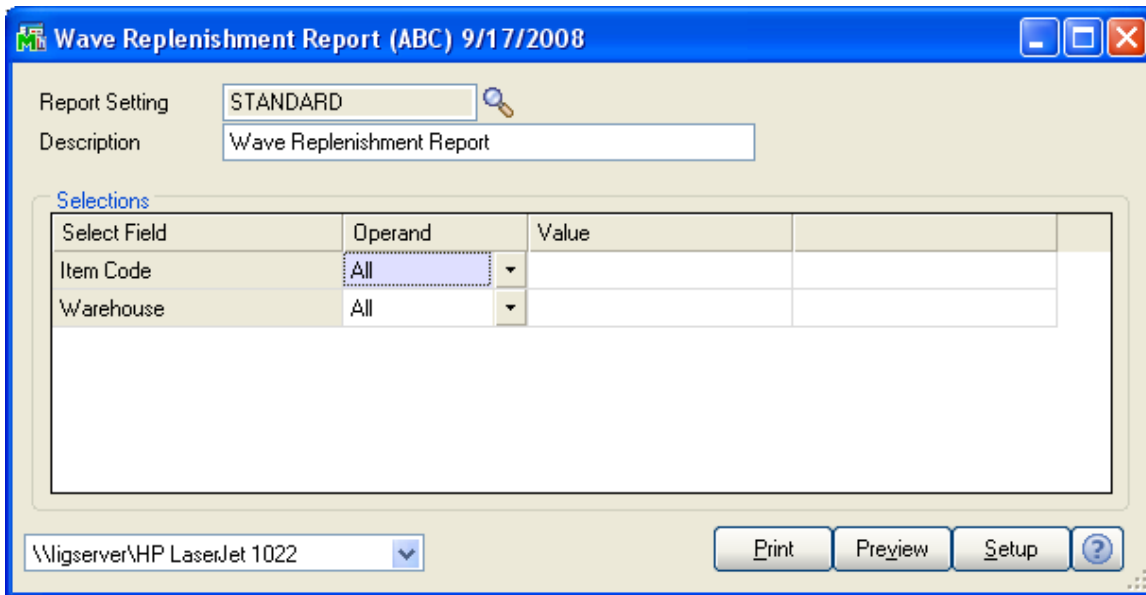 Wave Replenishment Report (ABC) 9/17/2008
Report Setting STANDARD
Description Wave Replenishment Report
Selections
Select Field Operand Value
Item Code All
Warehouse All
\\ligserver\HP LaserJet 1022 Print Preview Setup ?